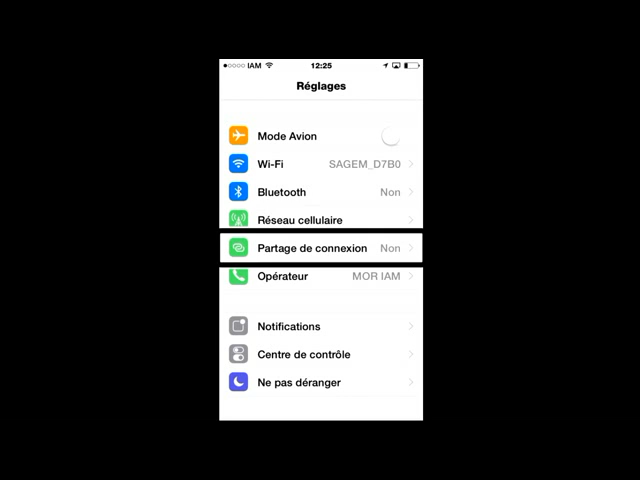 IAM 12:25
Réglages
Mode Avion
Wi-Fi SAGEM_D7B0
Bluetooth Non
Réseau cellulaire
Partage de connexion Non
Opérateur MOR IAM
Notifications
Centre de contrôle
Ne pas déranger